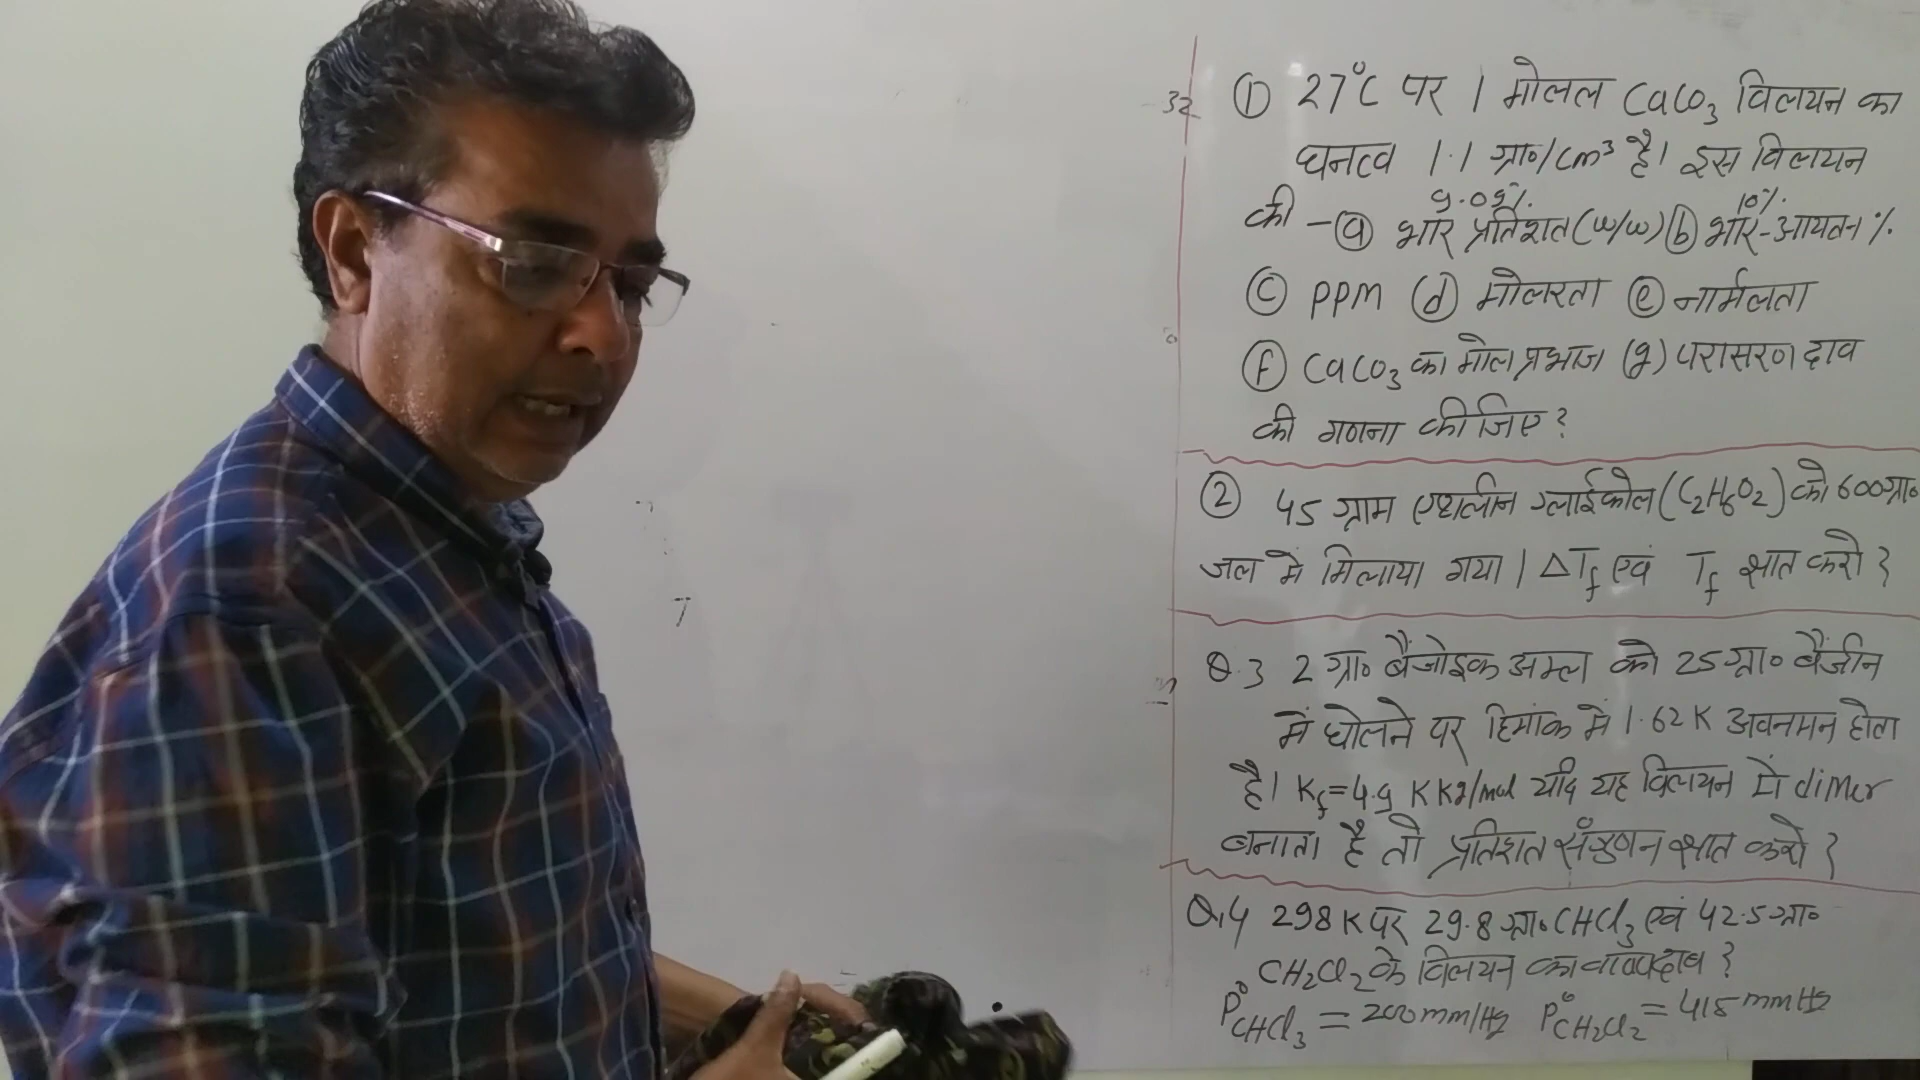 ① 27°C पर 1 मोलल CaCO₃ विलयन का
घनत्व 1.1 ग्रा०/cm³ है। इस विलयन
9.09% 10%
की – ⓐ भार प्रतिशत (w/w) ⓑ भार-आयतन %.
ⓒ PPM ⓓ मोलरता ⓔ नार्मलता
ⓕ CaCO₃ का मोल प्रभाज (g) परासरण दाब
की गणना कीजिए?
② 45 ग्राम एथलीन ग्लाईकोल (C₂H₆O₂) को 600 ग्रा०
जल में मिलाया गया। ΔTf एवं Tf ज्ञात करो?
Q.3 2 ग्रा० बैंजोइक अम्ल को 25 ग्रा० बैंजीन
में घोलने पर हिमांक में 1.62 K अवनमन होता
है। Kf = 4.9 K Kg/mol यदि यह विलयन में dimer
बनाता है तो प्रतिशत संगुणन ज्ञात करो?
Q.4 298 K पर 29.8 ग्रा० CHCl₃ एवं 42.5 ग्रा०
CH₂Cl₂ के विलयन का वाष्पदाब?
P°CHCl₃ = 200 mm/Hg P°CH₂Cl₂ = 415 mmHg